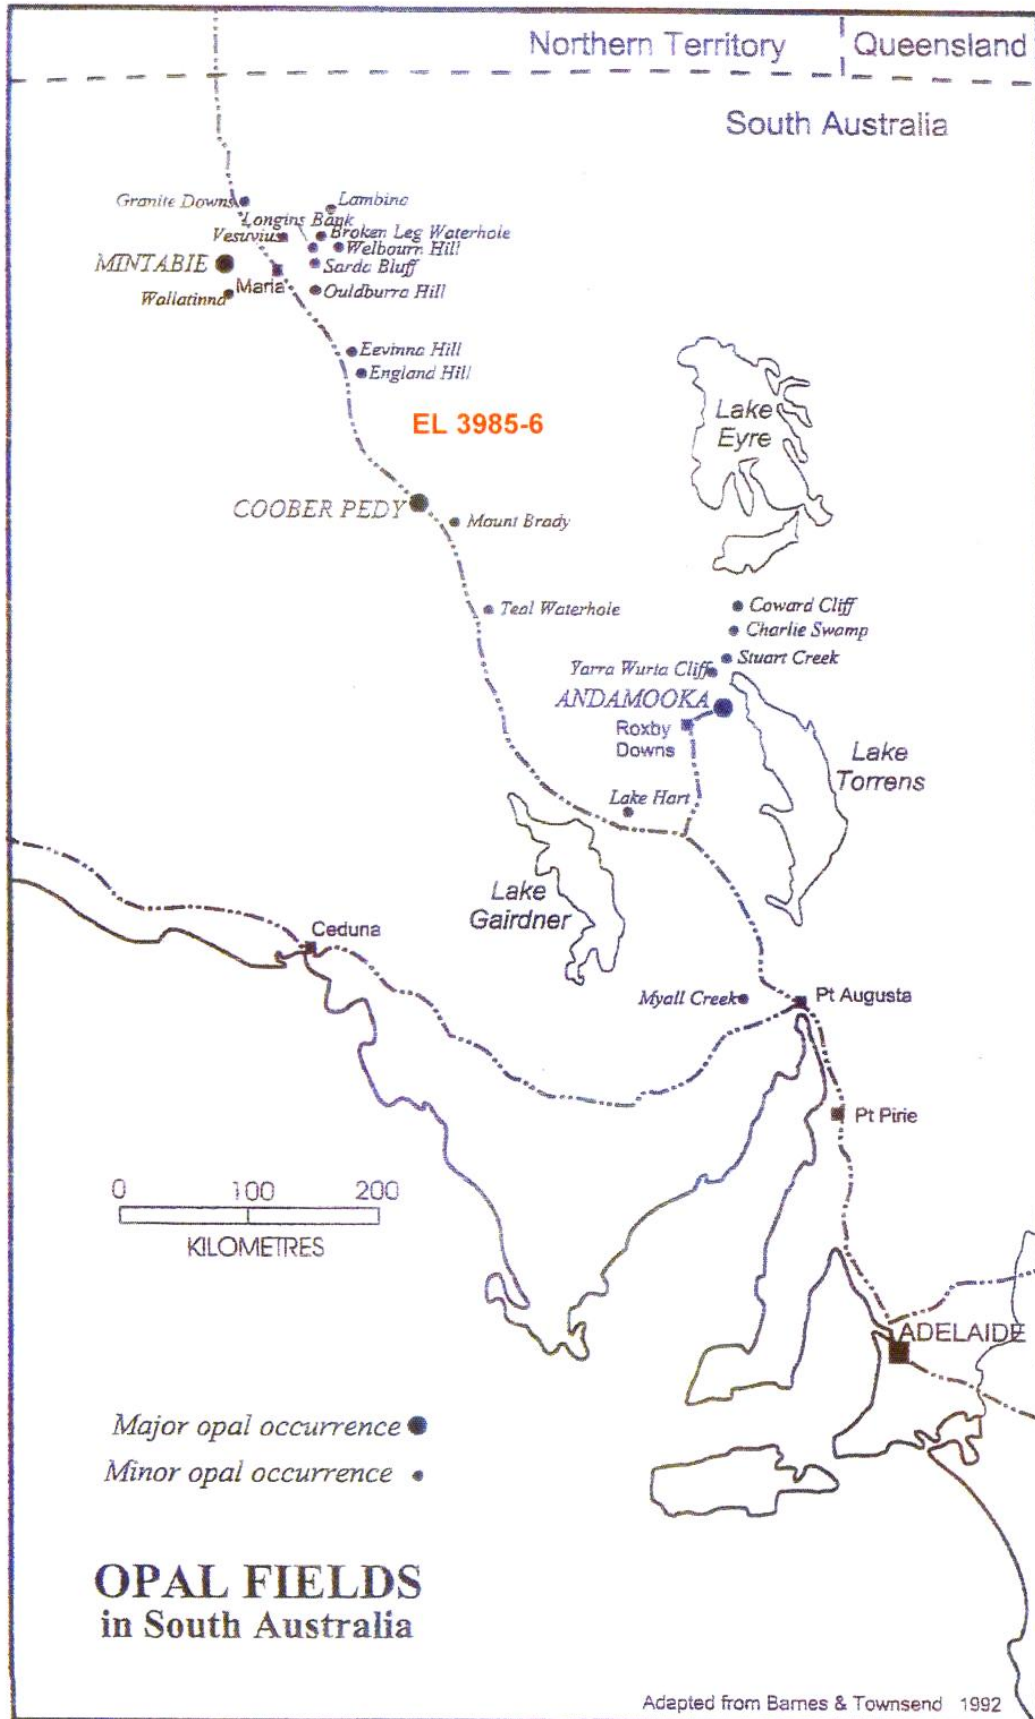 Northern Territory
Queensland
South Australia
Granite Downs
Lambina
Longins Bank
Vesuvius
Broken Leg Waterhole
Welbourn Hill
MINTABIE
Sarda Bluff
Marla
Wallatinna
Ouldburra Hill
Eevinna Hill
England Hill
EL 3985-6
Lake
Eyre
COOBER PEDY
Mount Brady
Teal Waterhole
Coward Cliff
Charlie Swamp
Stuart Creek
Yarra Wurta Cliff
ANDAMOOKA
Roxby
Downs
Lake
Torrens
Lake Hart
Lake
Gairdner
Ceduna
Myall Creek
Pt Augusta
Pt Pirie
0 100 200
KILOMETRES
ADELAIDE
Major opal occurrence
Minor opal occurrence
OPAL FIELDS
in South Australia
Adapted from Barnes & Townsend 1992